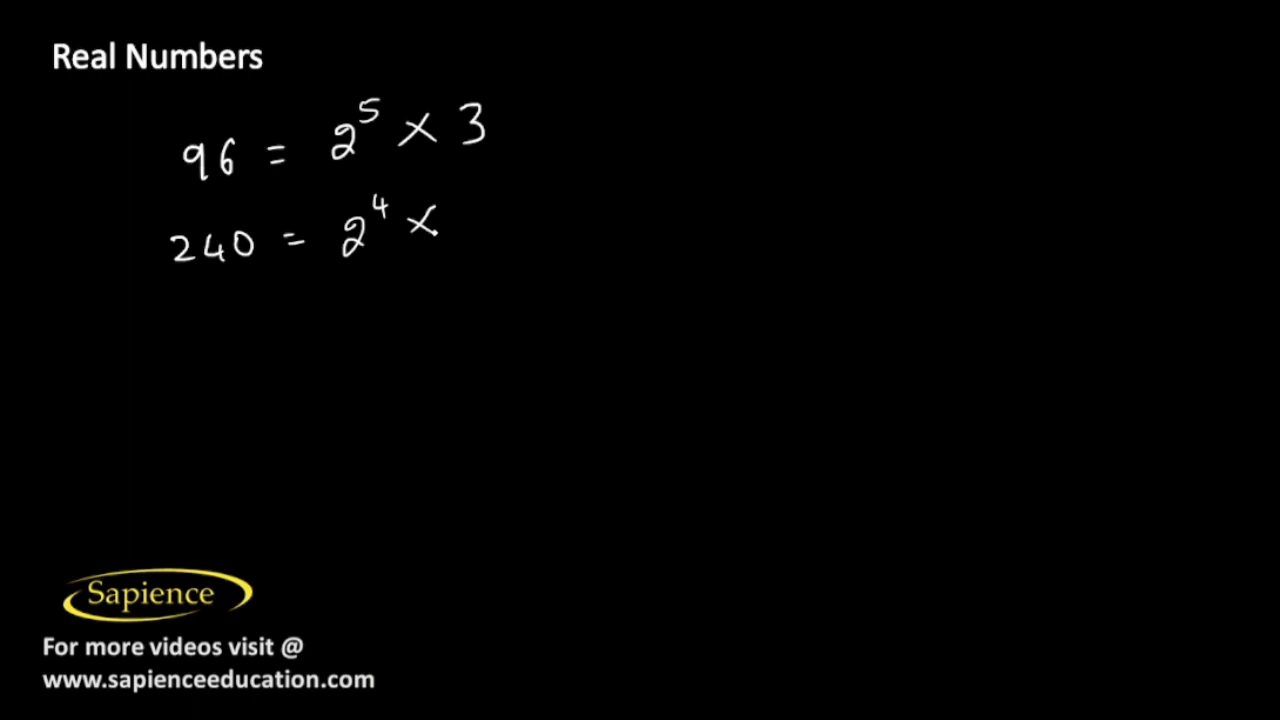 Real Numbers
96 = 2⁵ × 3
240 = 2⁴ ×
Sapience
For more videos visit @
www.sapienceeducation.com